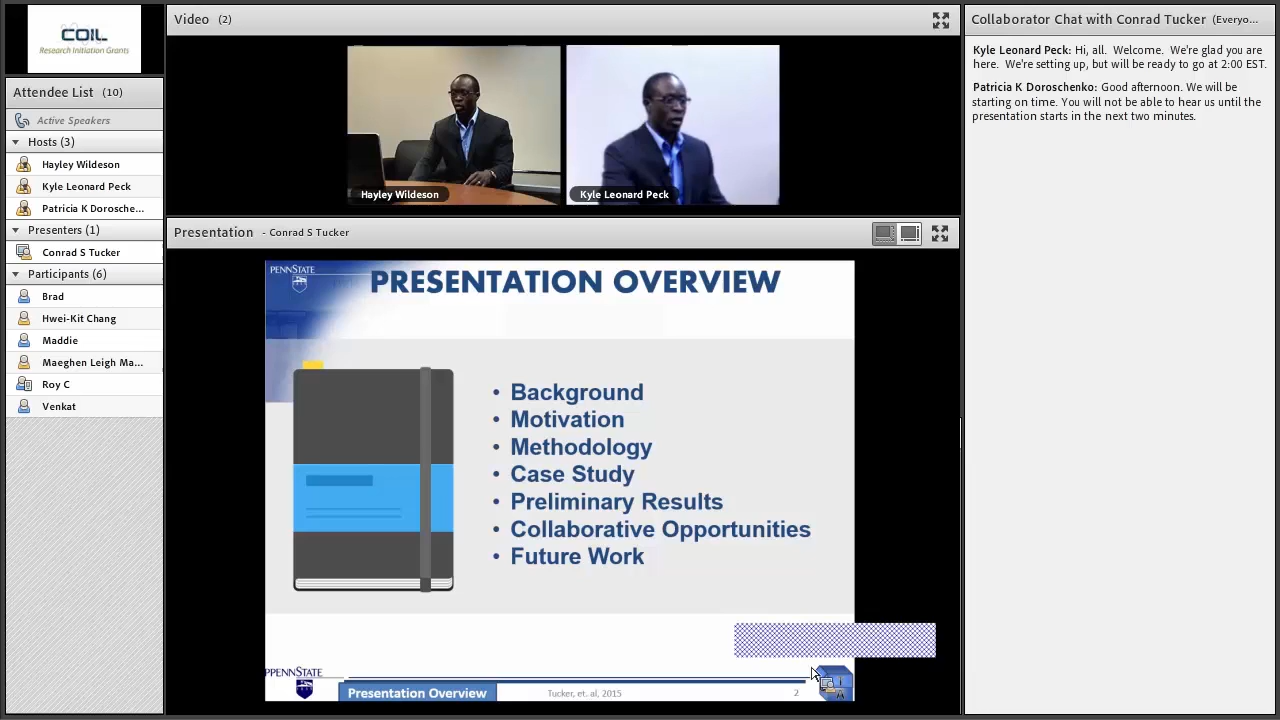 COIL
Research Initiation Grants
Attendee List (10)
Active Speakers
Hosts (3)
Hayley Wildeson
Kyle Leonard Peck
Patricia K Dorosche...
Presenters (1)
Conrad S Tucker
Participants (6)
Brad
Hwei-Kit Chang
Maddie
Maeghen Leigh Ma...
Roy C
Venkat
Video (2)
Hayley Wildeson
Kyle Leonard Peck
Presentation - Conrad S Tucker
PENNSTATE
PRESENTATION OVERVIEW
• Background
• Motivation
• Methodology
• Case Study
• Preliminary Results
• Collaborative Opportunities
• Future Work
PENNSTATE
Presentation Overview
Tucker, et. al, 2015
2
Collaborator Chat with Conrad Tucker (Everyo...
Kyle Leonard Peck: Hi, all. Welcome. We're glad you are
here. We're setting up, but will be ready to go at 2:00 EST.
Patricia K Doroschenko: Good afternoon. We will be
starting on time. You will not be able to hear us until the
presentation starts in the next two minutes.